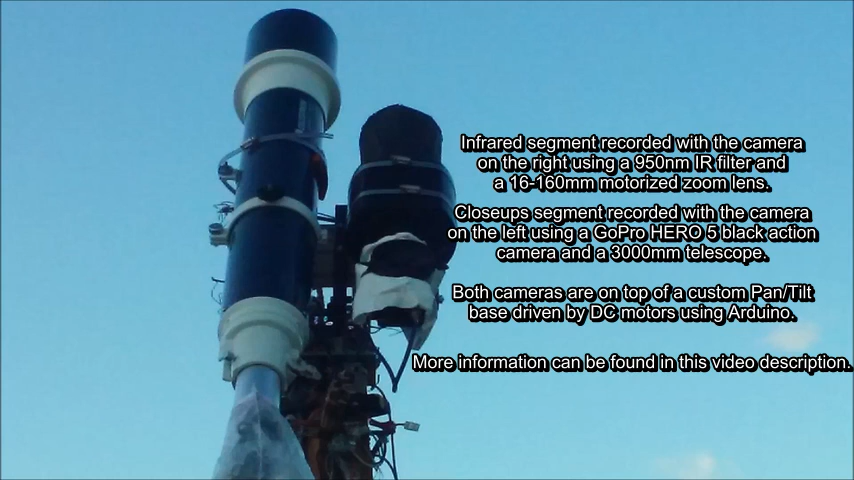 Infrared segment recorded with the camera
on the right using a 950nm IR filter and
a 16-160mm motorized zoom lens.
Closeups segment recorded with the camera
on the left using a GoPro HERO 5 black action
camera and a 3000mm telescope.
Both cameras are on top of a custom Pan/Tilt
base driven by DC motors using Arduino.
More information can be found in this video description.